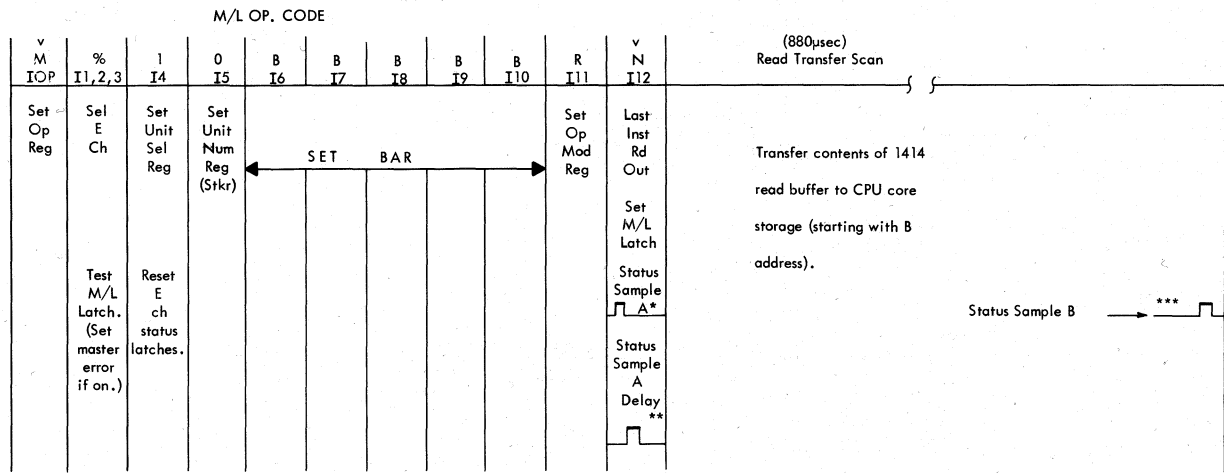 M/L OP. CODE
v v (880μsec)
M % 1 0 B B B B B R N Read Transfer Scan
IOP I1,2,3 I4 I5 I6 I7 I8 I9 I10 I11 I12
Set Op Reg
Sel E Ch
Set Unit Sel Reg
Set Unit Num Reg (Stkr)
SET BAR
Set Op Mod Reg
Last Inst Rd Out
Set M/L Latch
Test M/L Latch. (Set master error if on.)
Reset E ch status latches.
Status Sample A*
Status Sample A Delay **
Transfer contents of 1414
read buffer to CPU core
storage (starting with B
address).
Status Sample B ***